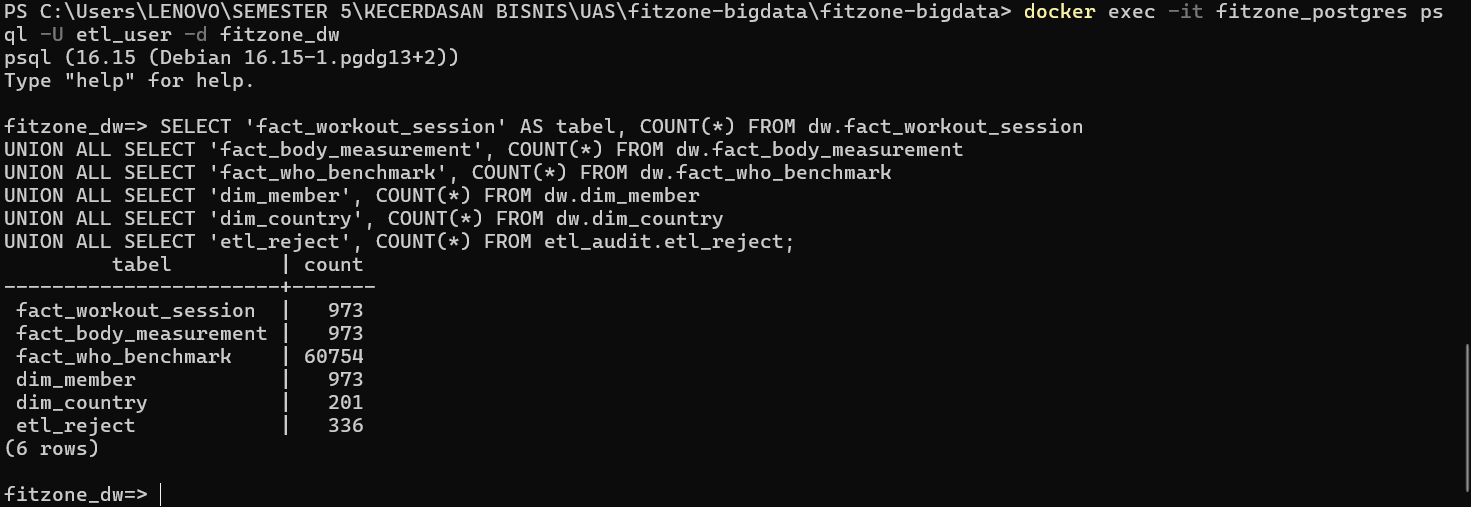 PS C:\Users\LENOVO\SEMESTER 5\KECERDASAN BISNIS\UAS\fitzone-bigdata\fitzone-bigdata> docker exec -it fitzone_postgres ps
ql -U etl_user -d fitzone_dw
psql (16.15 (Debian 16.15-1.pgdg13+2))
Type "help" for help.

fitzone_dw=> SELECT 'fact_workout_session' AS tabel, COUNT(*) FROM dw.fact_workout_session
UNION ALL SELECT 'fact_body_measurement', COUNT(*) FROM dw.fact_body_measurement
UNION ALL SELECT 'fact_who_benchmark', COUNT(*) FROM dw.fact_who_benchmark
UNION ALL SELECT 'dim_member', COUNT(*) FROM dw.dim_member
UNION ALL SELECT 'dim_country', COUNT(*) FROM dw.dim_country
UNION ALL SELECT 'etl_reject', COUNT(*) FROM etl_audit.etl_reject;
         tabel         | count
-----------------------+-------
 fact_workout_session  |   973
 fact_body_measurement |   973
 fact_who_benchmark    | 60754
 dim_member            |   973
 dim_country           |   201
 etl_reject            |   336
(6 rows)

fitzone_dw=>